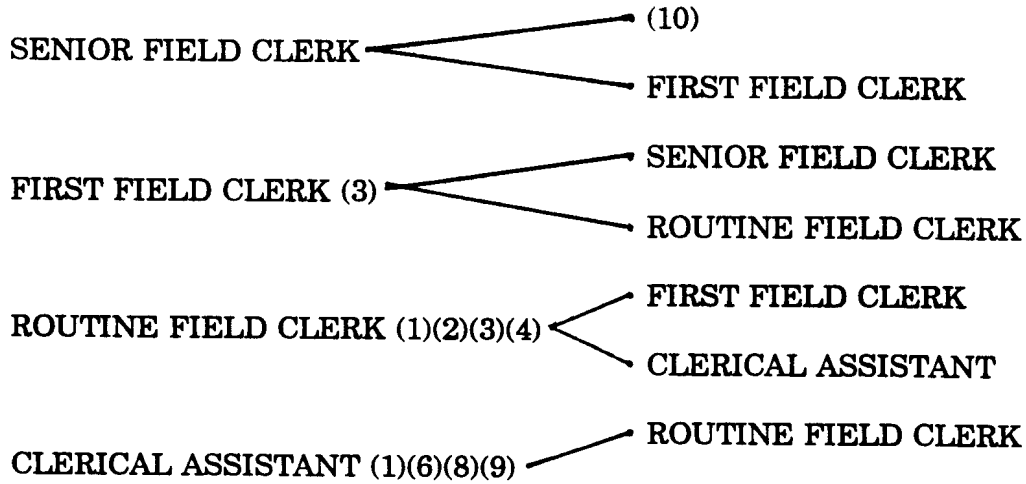 (10)
SENIOR FIELD CLERK
FIRST FIELD CLERK
SENIOR FIELD CLERK
FIRST FIELD CLERK (3)
ROUTINE FIELD CLERK
FIRST FIELD CLERK
ROUTINE FIELD CLERK (1)(2)(3)(4)
CLERICAL ASSISTANT
ROUTINE FIELD CLERK
CLERICAL ASSISTANT (1)(6)(8)(9)